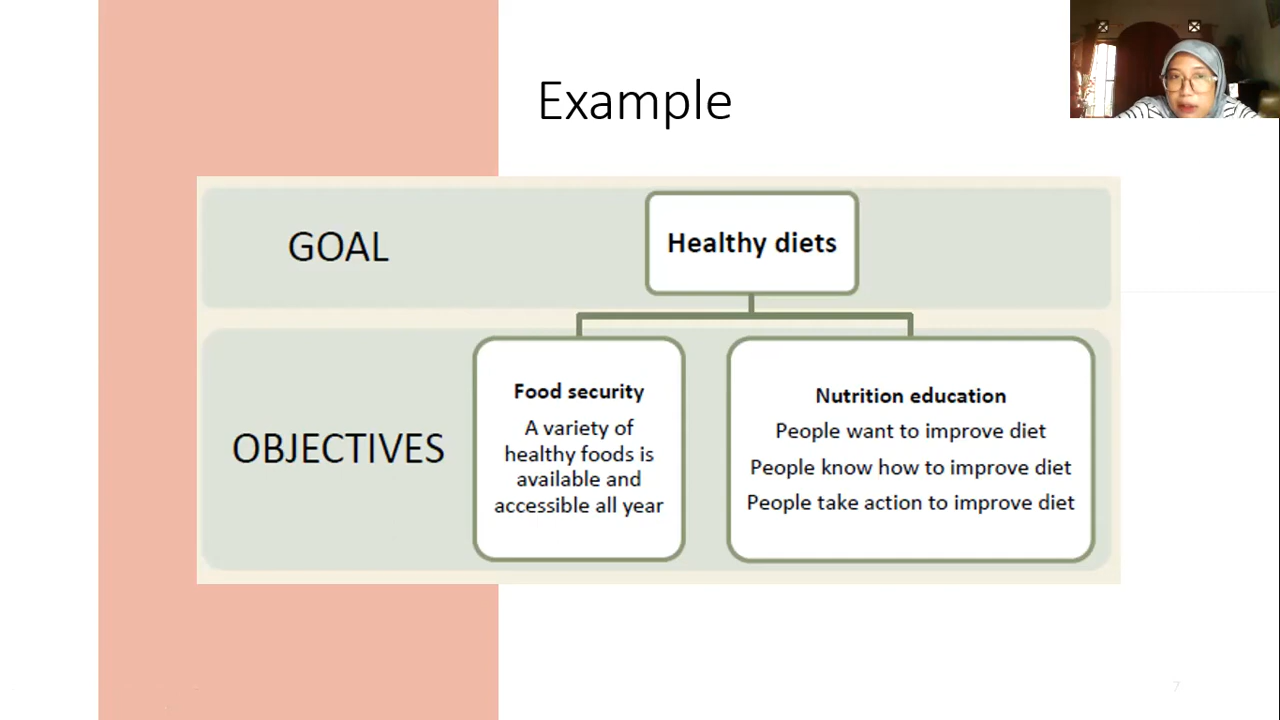 Example
GOAL
Healthy diets
OBJECTIVES
Food security
A variety of
healthy foods is
available and
accessible all year
Nutrition education
People want to improve diet
People know how to improve diet
People take action to improve diet
7